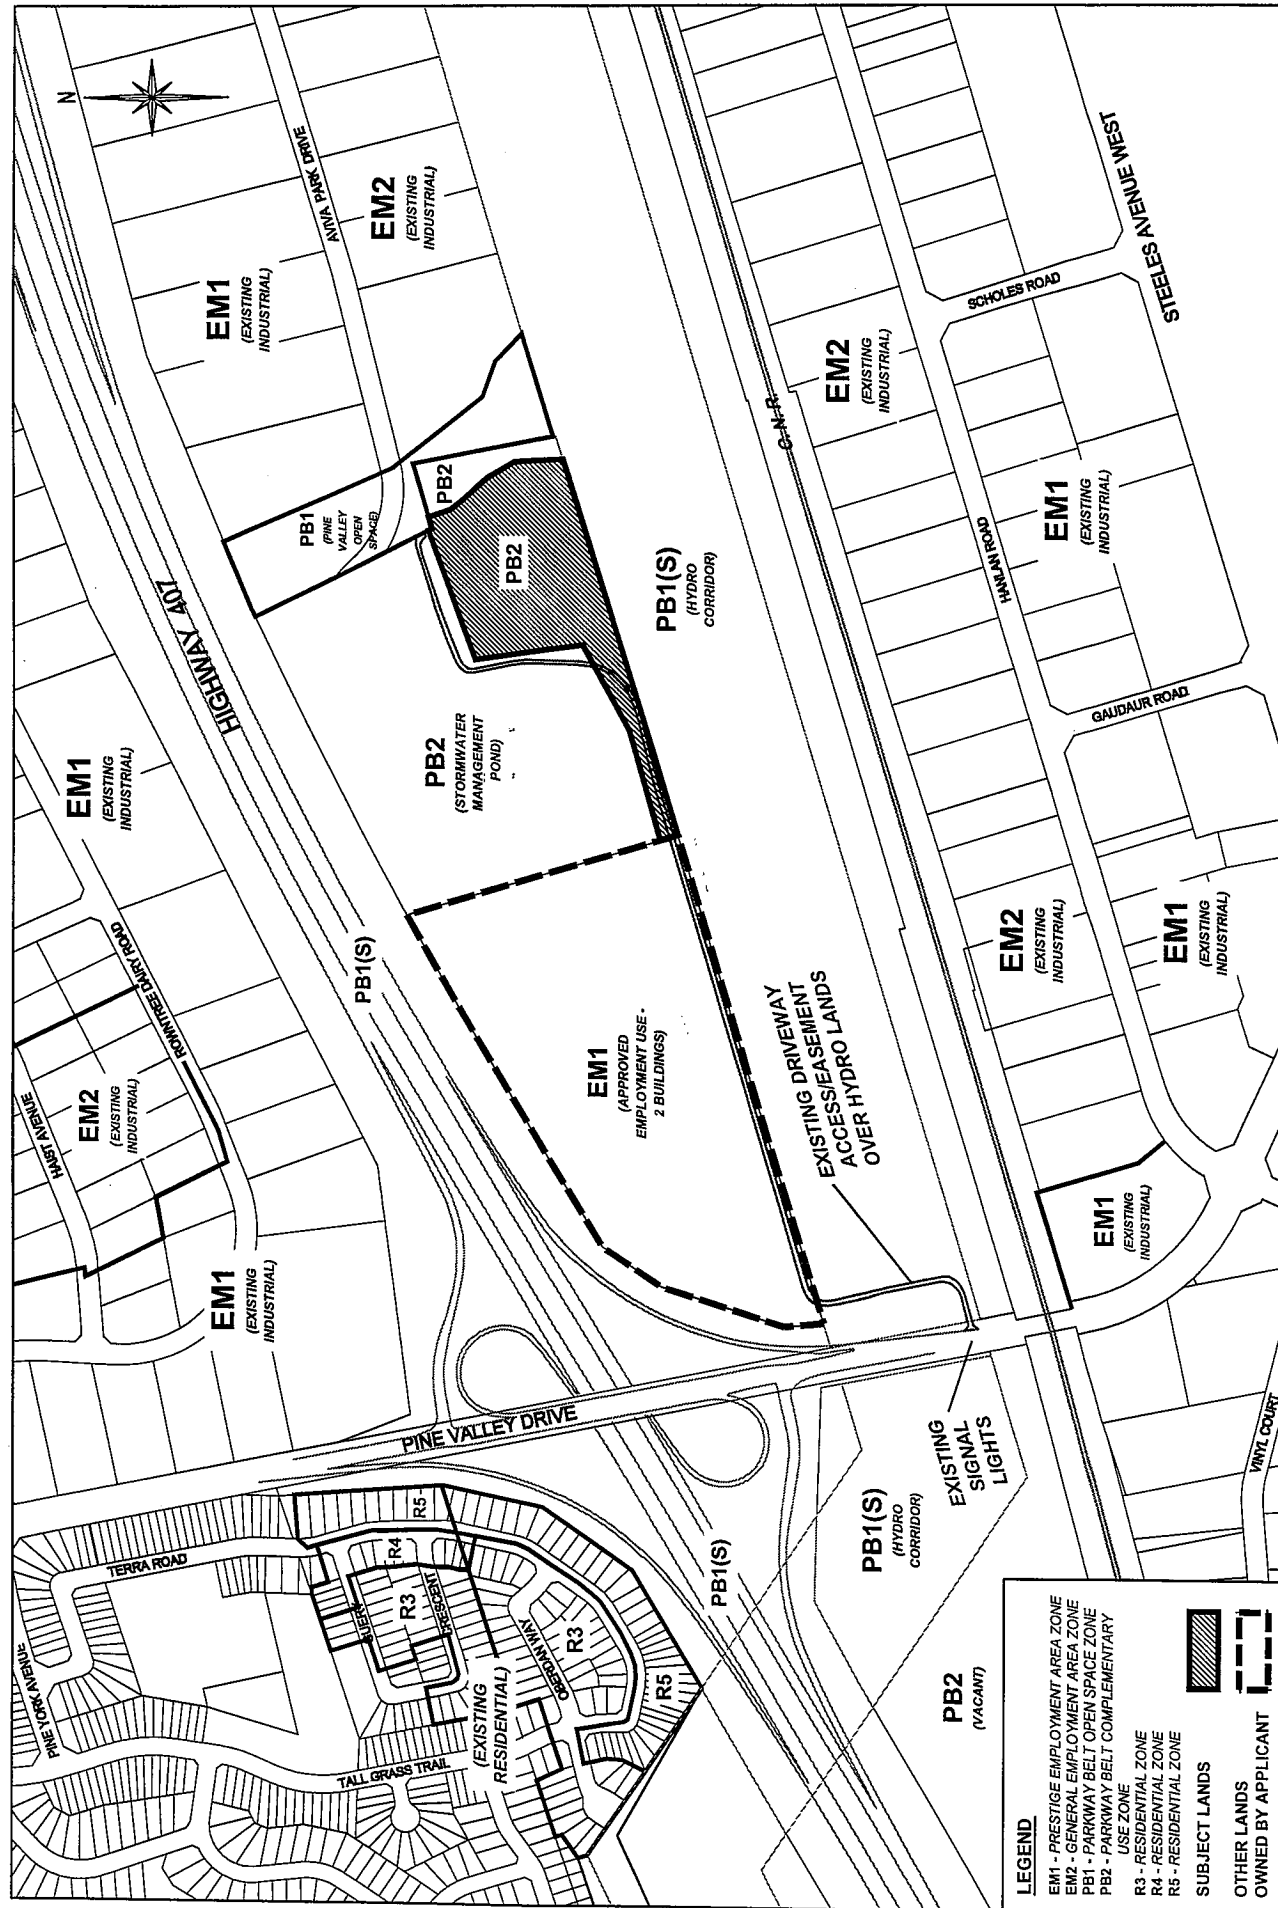 N
HIGHWAY 407
AVIVA PARK DRIVE
EM2
(EXISTING
INDUSTRIAL)
EM1
(EXISTING
INDUSTRIAL)
EM1
(EXISTING
INDUSTRIAL)
ROWNTREE DAIRY ROAD
HAIST AVENUE
EM2
(EXISTING
INDUSTRIAL)
EM1
(EXISTING
INDUSTRIAL)
PB1(S)
PB1
(PINE
VALLEY
OPEN
SPACE)
PB2
PB2
PB2
(STORMWATER
MANAGEMENT
POND)
EM1
(APPROVED
EMPLOYMENT USE -
2 BUILDINGS)
PB1(S)
(HYDRO
CORRIDOR)
C. N. R.
EM2
(EXISTING
INDUSTRIAL)
SCHOLES ROAD
STEELES AVENUE WEST
HANLAN ROAD
EM1
(EXISTING
INDUSTRIAL)
GAUDAUR ROAD
EM2
(EXISTING
INDUSTRIAL)
EM1
(EXISTING
INDUSTRIAL)
EM1
(EXISTING
INDUSTRIAL)
EXISTING DRIVEWAY
ACCESS/EASEMENT
OVER HYDRO LANDS
EXISTING
SIGNAL
LIGHTS
VINYL COURT
PINE VALLEY DRIVE
PB1(S)
(HYDRO
CORRIDOR)
PB1(S)
PB2
(VACANT)
TERRA ROAD
PINE YORK AVENUE
TALL GRASS TRAIL
R5
R4
R3
CRESCENT
OBERDAN WAY
R3
R5
(EXISTING
RESIDENTIAL)
LEGEND
EM1 - PRESTIGE EMPLOYMENT AREA ZONE
EM2 - GENERAL EMPLOYMENT AREA ZONE
PB1 - PARKWAY BELT OPEN SPACE ZONE
PB2 - PARKWAY BELT COMPLEMENTARY
USE ZONE
R3 - RESIDENTIAL ZONE
R4 - RESIDENTIAL ZONE
R5 - RESIDENTIAL ZONE
SUBJECT LANDS
OTHER LANDS
OWNED BY APPLICANT